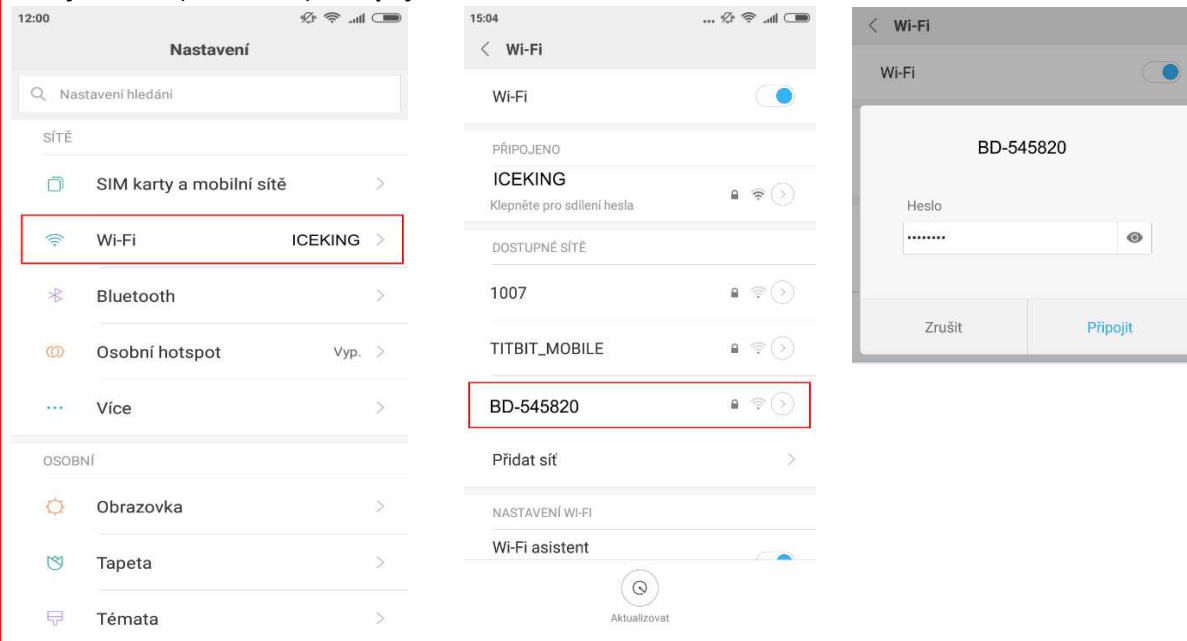 12:00
Nastavení
Nastavení hledání
SÍTĚ
SIM karty a mobilní sítě
Wi-Fi ICEKING
Bluetooth
Osobní hotspot Vyp.
Více
OSOBNÍ
Obrazovka
Tapeta
Témata
15:04
Wi-Fi
Wi-Fi
PŘIPOJENO
ICEKING
Klepněte pro sdílení hesla
DOSTUPNÉ SÍTĚ
1007
TITBIT_MOBILE
BD-545820
Přidat síť
NASTAVENÍ WI-FI
Wi-Fi asistent
Aktualizovat
Wi-Fi
Wi-Fi
BD-545820
Heslo
••••••••
Zrušit Připojit